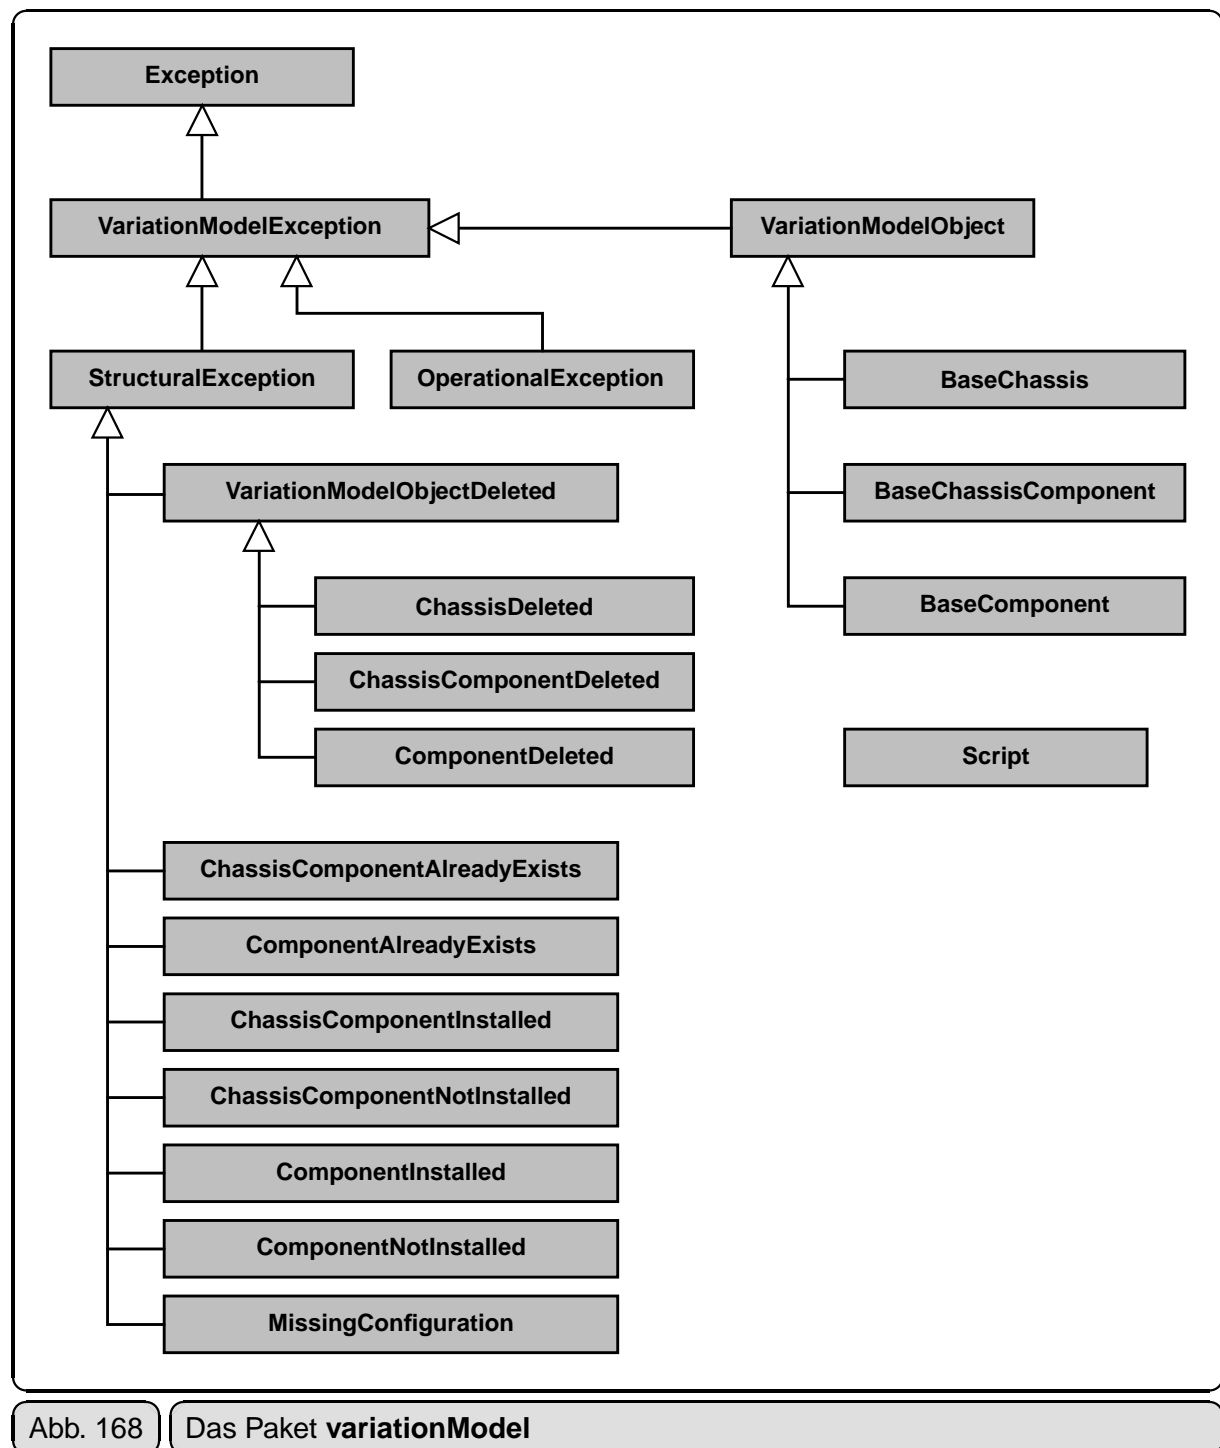 Exception
VariationModelException
VariationModelObject
StructuralException
OperationalException
BaseChassis
VariationModelObjectDeleted
BaseChassisComponent
ChassisDeleted
BaseComponent
ChassisComponentDeleted
ComponentDeleted
Script
ChassisComponentAlreadyExists
ComponentAlreadyExists
ChassisComponentInstalled
ChassisComponentNotInstalled
ComponentInstalled
ComponentNotInstalled
MissingConfiguration
Abb. 168 Das Paket variationModel